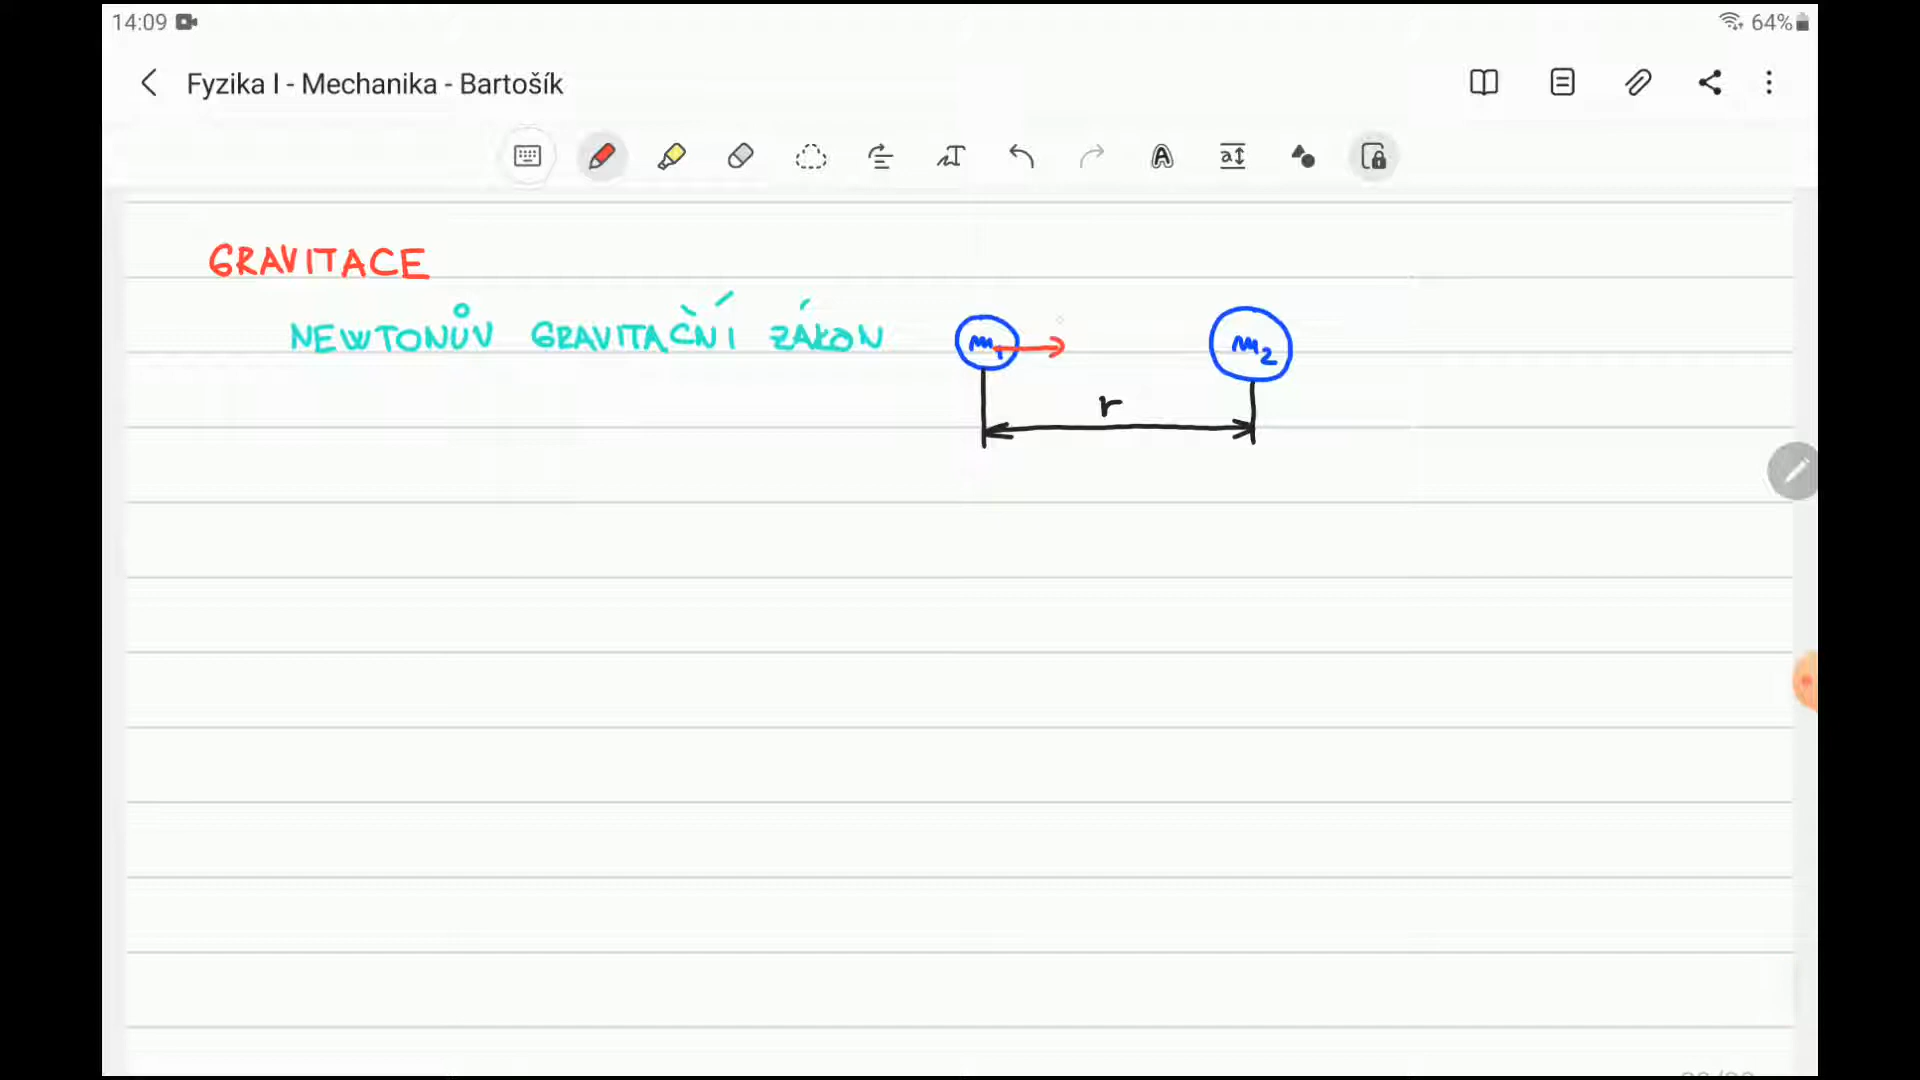 14:09 64%
Fyzika I - Mechanika - Bartošík
GRAVITACE
NEWTONŮV GRAVITAČNÍ ZÁKON m₁ m₂
r